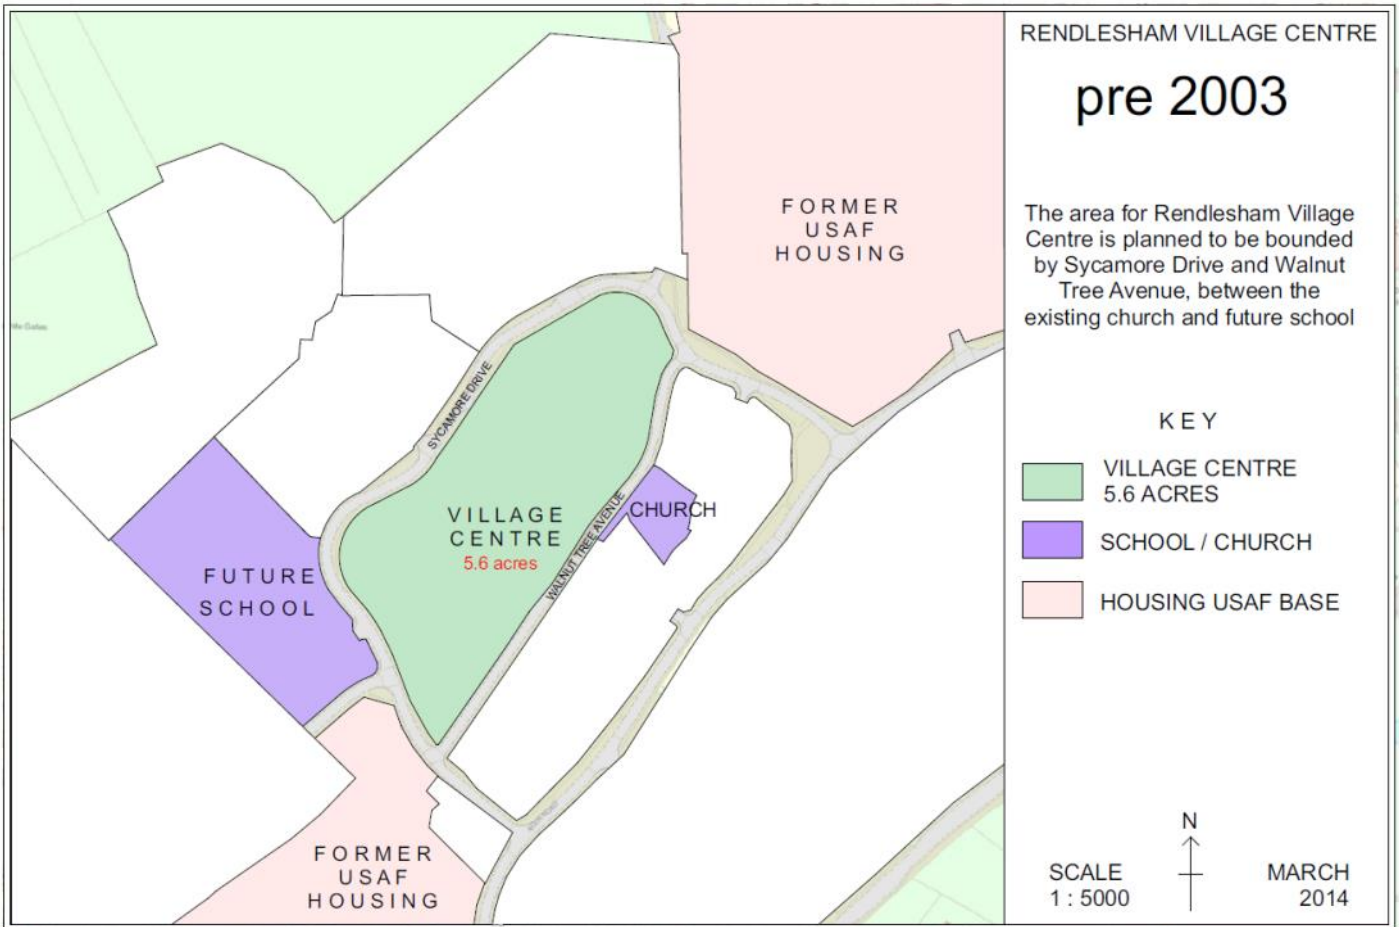 RENDLESHAM VILLAGE CENTRE
pre 2003
The area for Rendlesham Village
Centre is planned to be bounded
by Sycamore Drive and Walnut
Tree Avenue, between the
existing church and future school
KEY
VILLAGE CENTRE
5.6 ACRES
SCHOOL / CHURCH
HOUSING USAF BASE
N
SCALE
1 : 5000
MARCH
2014
FORMER
USAF
HOUSING
SYCAMORE DRIVE
VILLAGE
CENTRE
5.6 acres
WALNUT TREE AVENUE
CHURCH
FUTURE
SCHOOL
FORMER
USAF
HOUSING